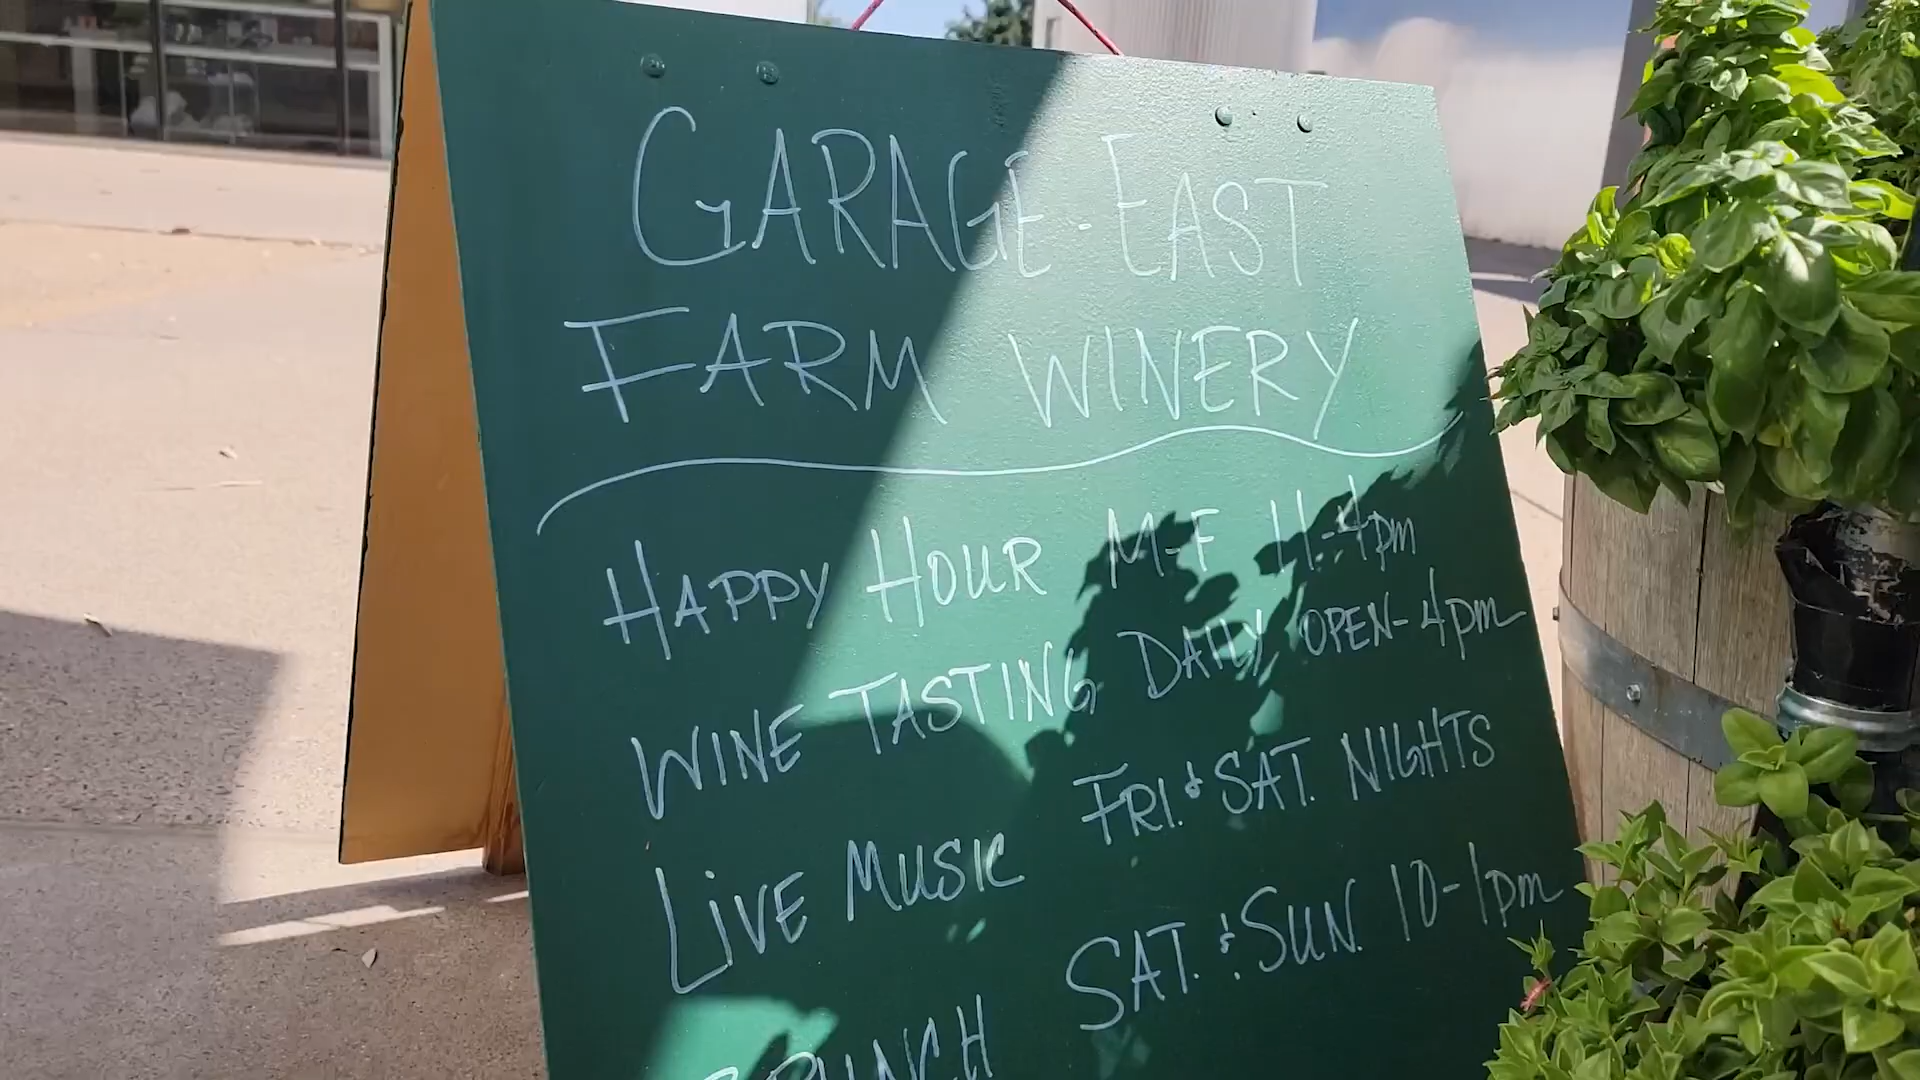 GARAGE-EAST
FARM WINERY
HAPPY HOUR M-F 11-4pm
WINE TASTING DAILY OPEN-4pm
LiVE MUSIC FRI. & SAT. NIGHTS
BRUNCH SAT. & SUN. 10-1pm